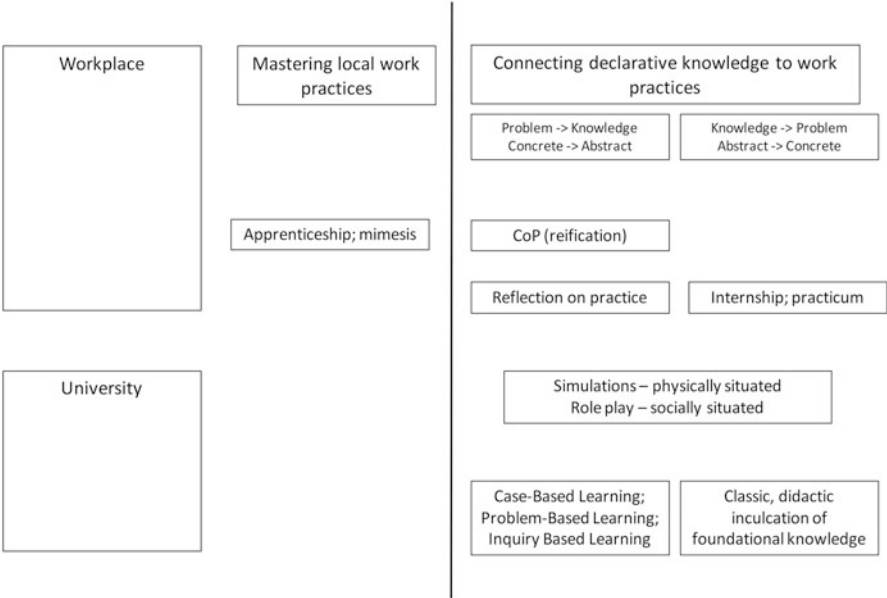 Workplace
Mastering local work
practices
Connecting declarative knowledge to work
practices
Problem -> Knowledge
Concrete -> Abstract
Knowledge -> Problem
Abstract -> Concrete
Apprenticeship; mimesis
CoP (reification)
Reflection on practice
Internship; practicum
University
Simulations – physically situated
Role play – socially situated
Case-Based Learning;
Problem-Based Learning;
Inquiry Based Learning
Classic, didactic
inculcation of
foundational knowledge